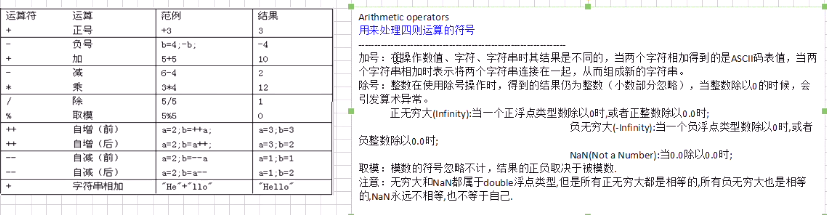 运算符 运算 范例 结果
+ 正号 +3 3
- 负号 b=4;-b; -4
+ 加 5+5 10
- 减 6-4 2
* 乘 3*4 12
/ 除 5/5 1
% 取模 5%5 0
++ 自增（前） a=2;b=++a; a=3;b=3
++ 自增（后） a=2;b=a++; a=3;b=2
-- 自减（前） a=2;b=--a a=1;b=1
-- 自减（后） a=2;b=a-- a=1;b=2
+ 字符串相加 "He"+"llo" "Hello"
Arithmetic operators
用来处理四则运算的符号
--------------------------------------------------
加号：在操作数值、字符、字符串时其结果是不同的，当两个字符相加得到的是ASCII码表值，当两
个字符串相加时表示将两个字符串连接在一起，从而组成新的字符串。
除号：整数在使用除号操作时，得到的结果仍为整数（小数部分忽略），当整数除以0的时候，会
引发算术异常。
正无穷大(Infinity):当一个正浮点类型数除以0时,或者正整数除以0.0时;
负无穷大(-Infinity):当一个负浮点类型数除以0时,或者
负整数除以0.0时;
NaN(Not a Number):当0.0除以0.0时;
取模：模数的符号忽略不计，结果的正负取决于被模数.
注意：无穷大和NaN都属于double浮点类型,但是所有正无穷大都是相等的,所有负无穷大也是相等
的,NaN永远不相等,也不等于自己.